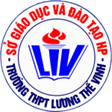 SỞ GIÁO DỤC VÀ ĐÀO TẠO HP
LTV
TRƯỜNG THPT LƯƠNG THẾ VINH